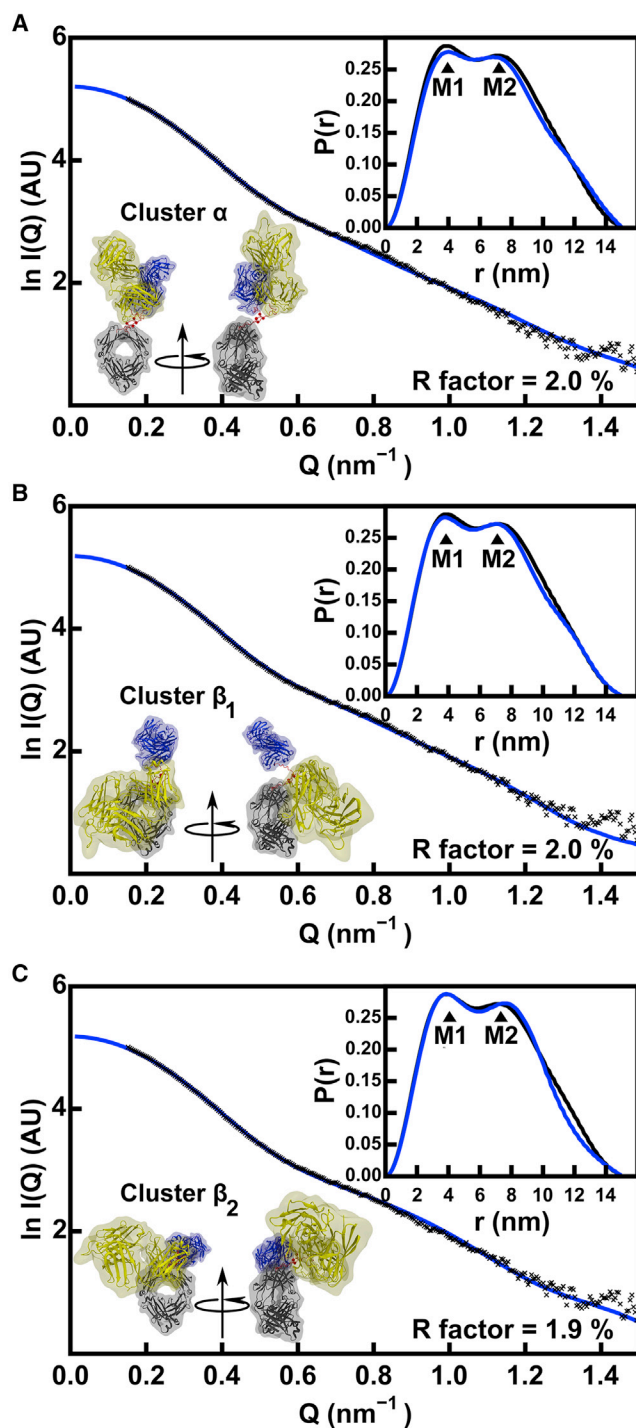 A
6
4
2
ln I(Q) (AU)
0.0 0.2 0.4 0.6 0.8 1.0 1.2 1.4
Q (nm⁻¹)
Cluster α
R factor = 2.0 %
0.25
0.20
0.15
0.10
0.05
0.00
P(r)
M1 M2
0 2 4 6 8 10 12 14
r (nm)
B
6
4
2
ln I(Q) (AU)
0.0 0.2 0.4 0.6 0.8 1.0 1.2 1.4
Q (nm⁻¹)
Cluster β₁
R factor = 2.0 %
0.25
0.20
0.15
0.10
0.05
0.00
P(r)
M1 M2
0 2 4 6 8 10 12 14
r (nm)
C
6
4
2
ln I(Q) (AU)
0.0 0.2 0.4 0.6 0.8 1.0 1.2 1.4
Q (nm⁻¹)
Cluster β₂
R factor = 1.9 %
0.25
0.20
0.15
0.10
0.05
0.00
P(r)
M1 M2
0 2 4 6 8 10 12 14
r (nm)